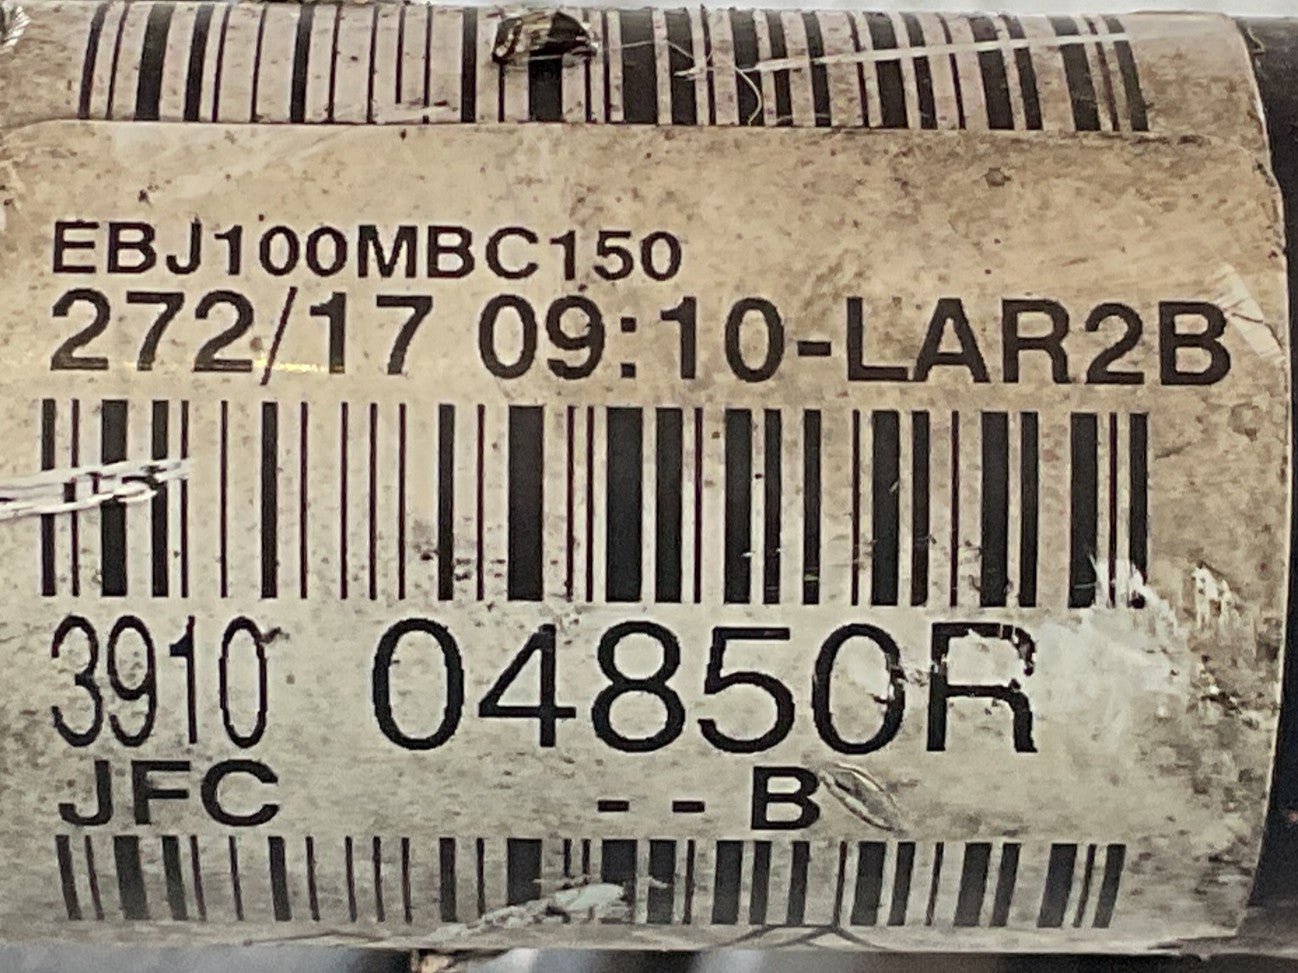 EBJ100MBC150
272/17 09:10-LAR2B
3910 04850R
JFC --B